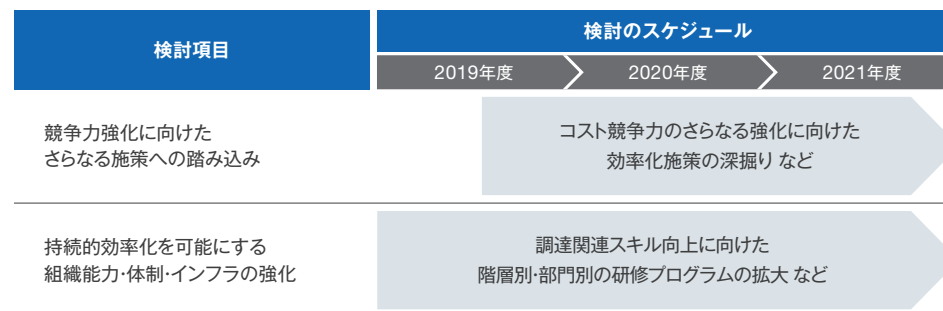 検討項目
検討のスケジュール
2019年度
2020年度
2021年度
競争力強化に向けた
さらなる施策への踏み込み
コスト競争力のさらなる強化に向けた
効率化施策の深掘り など
持続的効率化を可能にする
組織能力・体制・インフラの強化
調達関連スキル向上に向けた
階層別・部門別の研修プログラムの拡大 など